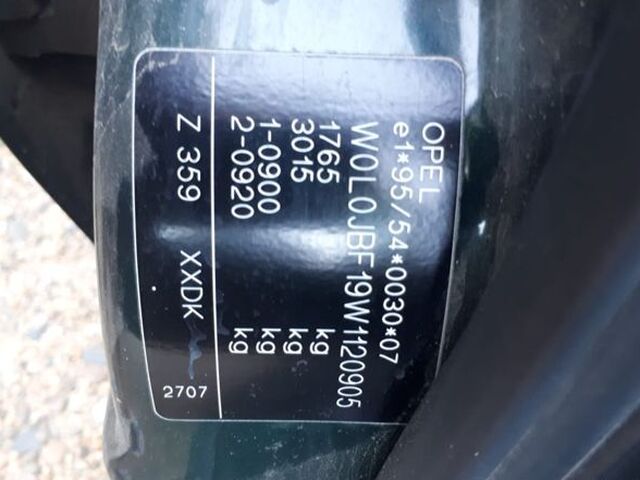 OPEL
e1*95/54*0030*07
W0L0JBF19W1120905
1765 kg
3015 kg
1-0900 kg
2-0920 kg
Z 359 XXDK
2707